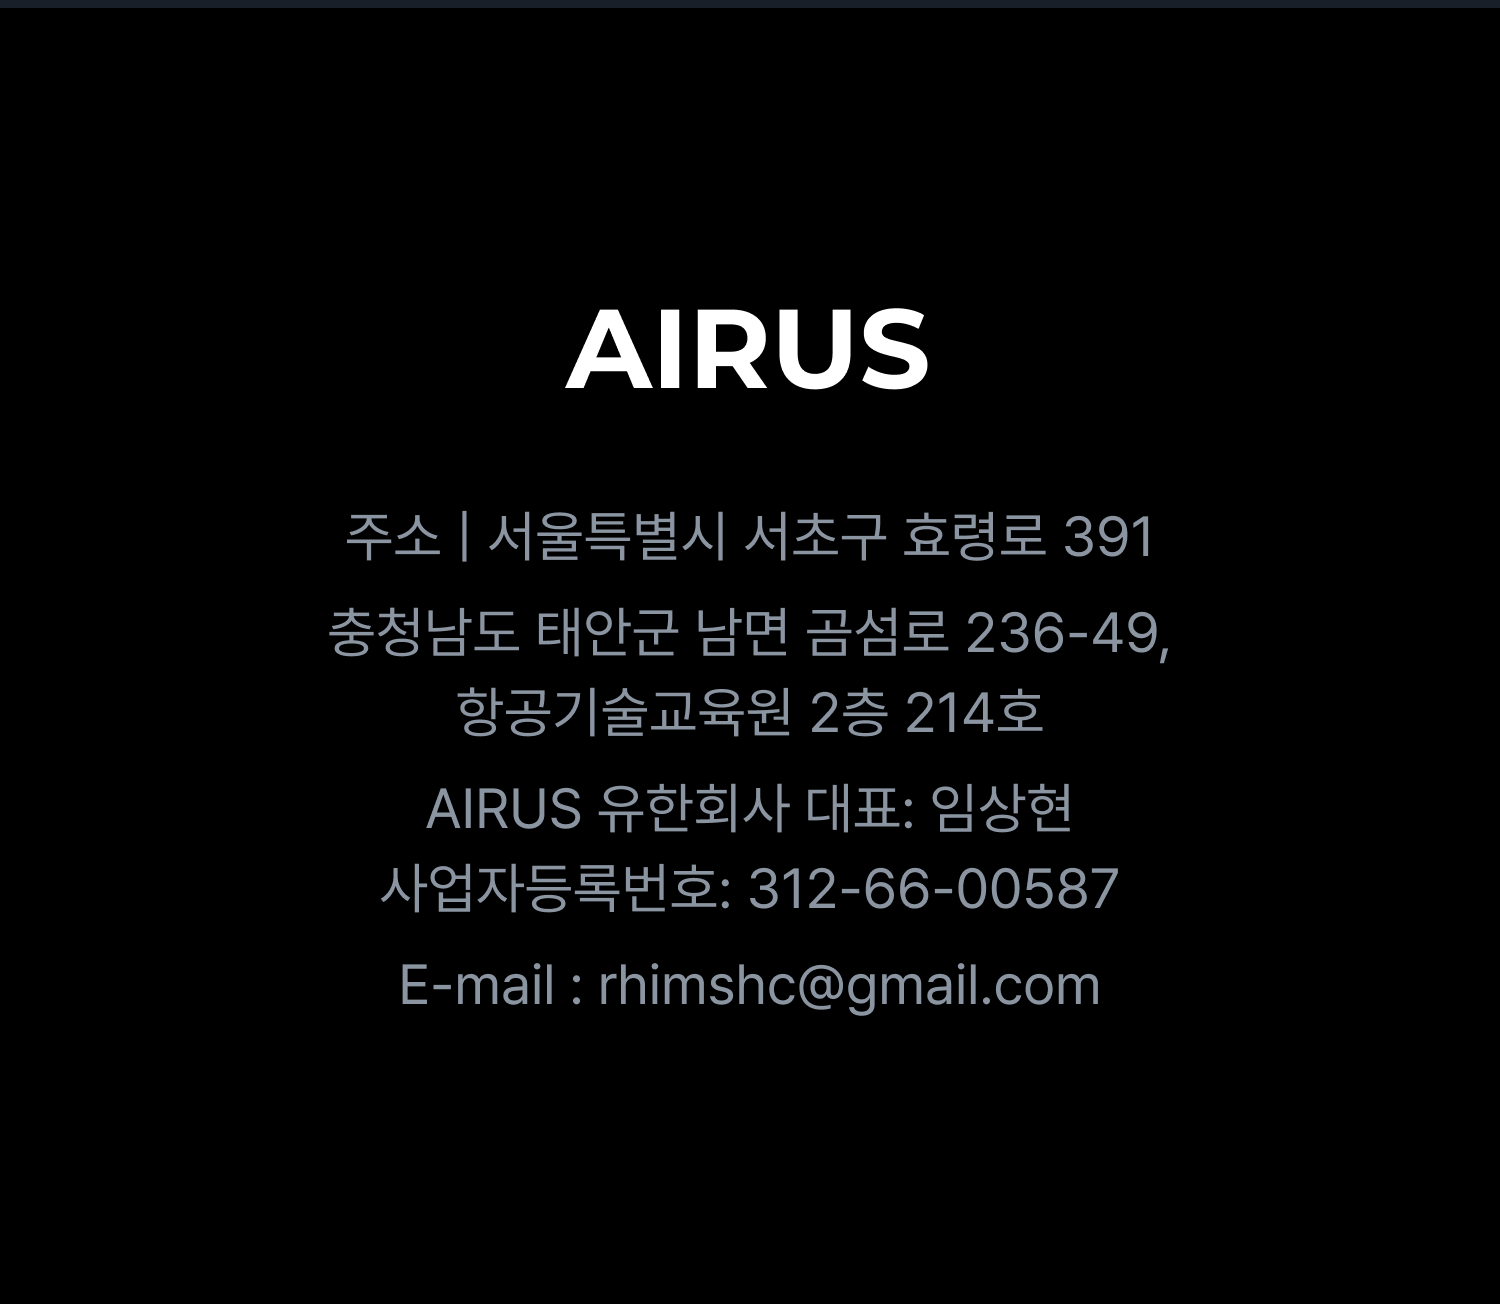 AIRUS
주소 | 서울특별시 서초구 효령로 391
충청남도 태안군 남면 곰섬로 236-49,
항공기술교육원 2층 214호
AIRUS 유한회사 대표: 임상현
사업자등록번호: 312-66-00587
E-mail : rhimshc@gmail.com